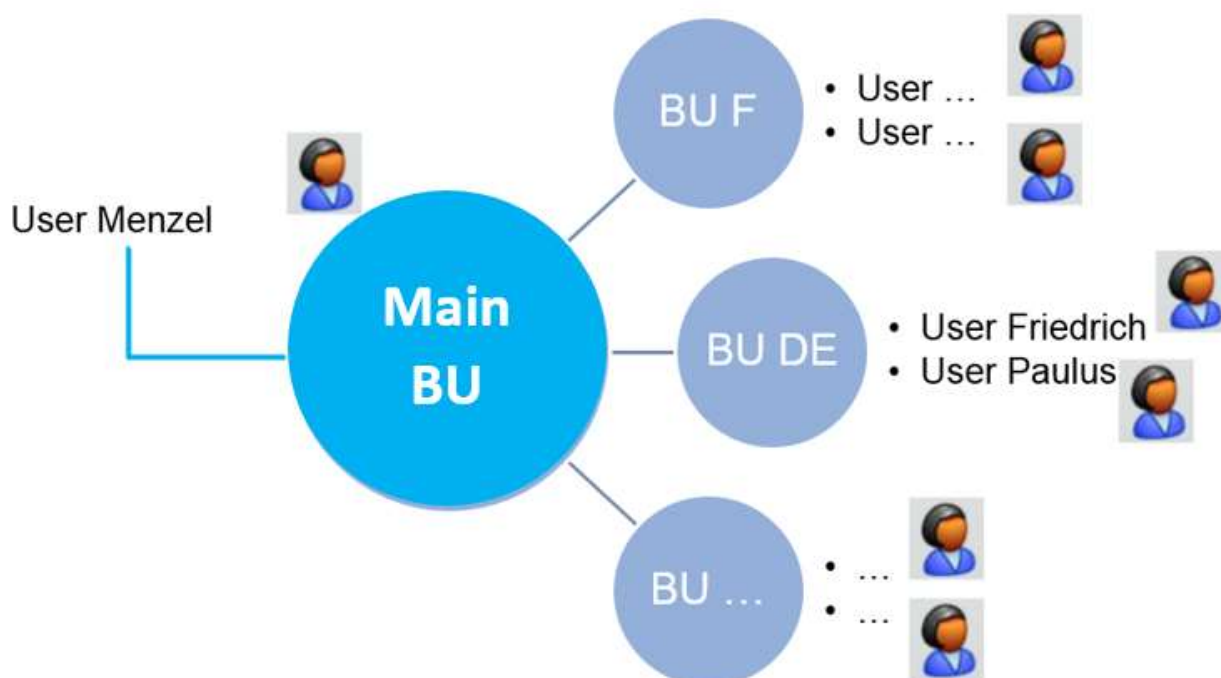 BU F
• User …
• User …
User Menzel
Main
BU
BU DE
• User Friedrich
• User Paulus
BU …
• …
• …